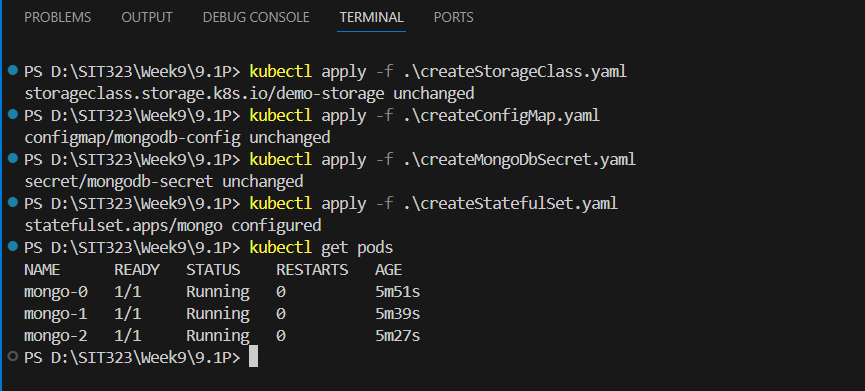 PROBLEMS OUTPUT DEBUG CONSOLE TERMINAL PORTS
PS D:\SIT323\Week9\9.1P> kubectl apply -f .\createStorageClass.yaml
storageclass.storage.k8s.io/demo-storage unchanged
PS D:\SIT323\Week9\9.1P> kubectl apply -f .\createConfigMap.yaml
configmap/mongodb-config unchanged
PS D:\SIT323\Week9\9.1P> kubectl apply -f .\createMongoDbSecret.yaml
secret/mongodb-secret unchanged
PS D:\SIT323\Week9\9.1P> kubectl apply -f .\createStatefulSet.yaml
statefulset.apps/mongo configured
PS D:\SIT323\Week9\9.1P> kubectl get pods
NAME READY STATUS RESTARTS AGE
mongo-0 1/1 Running 0 5m51s
mongo-1 1/1 Running 0 5m39s
mongo-2 1/1 Running 0 5m27s
PS D:\SIT323\Week9\9.1P>